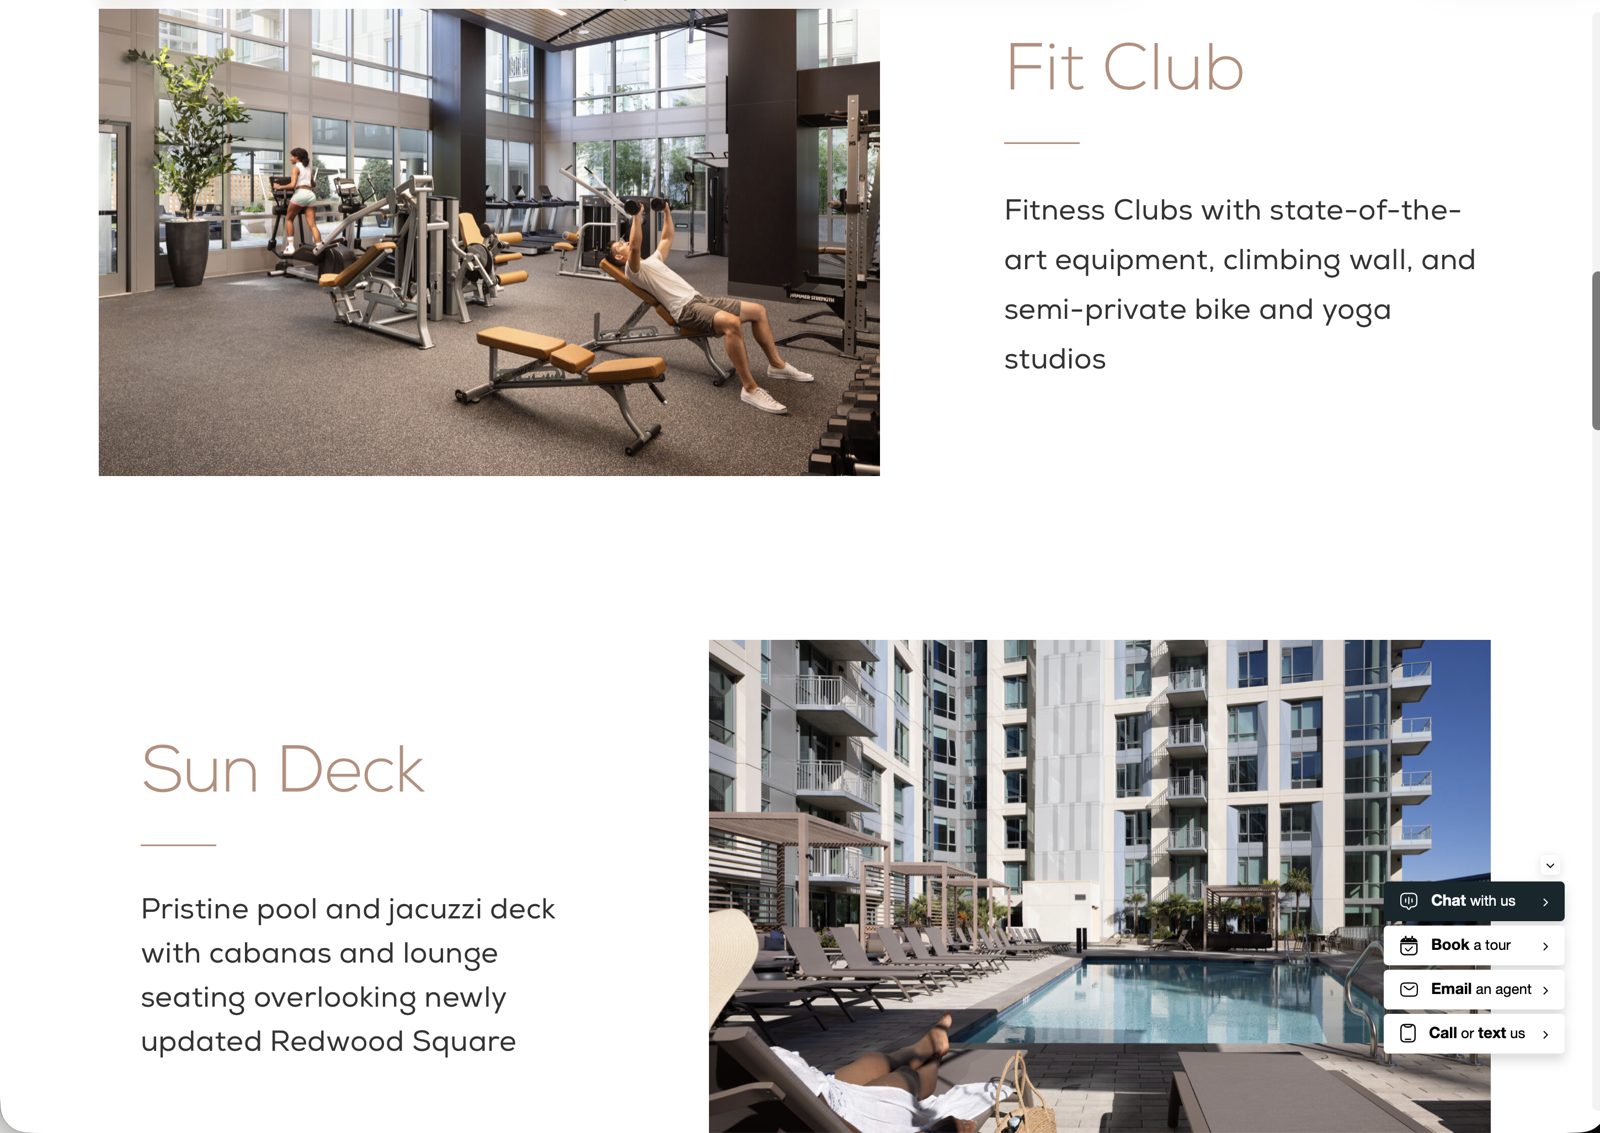 Fit Club
Fitness Clubs with state-of-the-
art equipment, climbing wall, and
semi-private bike and yoga
studios
HAMMER STRENGTH
Sun Deck
Pristine pool and jacuzzi deck
with cabanas and lounge
seating overlooking newly
updated Redwood Square
Chat with us
Book a tour
Email an agent
Call or text us